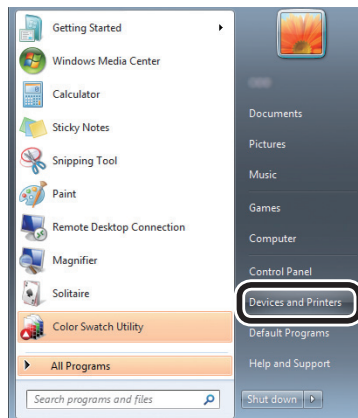 Getting Started
Windows Media Center
Calculator
Sticky Notes
Snipping Tool
Paint
Remote Desktop Connection
Magnifier
Solitaire
Color Swatch Utility
All Programs
Search programs and files
Documents
Pictures
Music
Games
Computer
Control Panel
Devices and Printers
Default Programs
Help and Support
Shut down